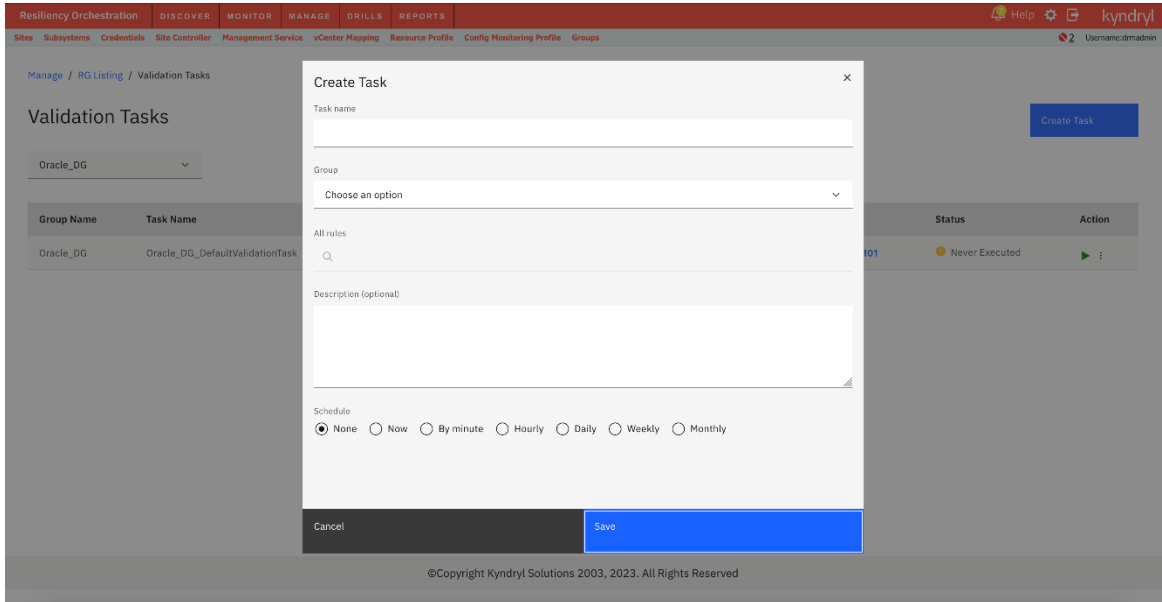 Resiliency Orchestration DISCOVER MONITOR MANAGE DRILLS REPORTS Help kyndryl
Sites Subsystems Credentials Site Controller Management Service vCenter Mapping Resource Profile Config Monitoring Profile Groups 2 Username:drmadmin
Manage / RG Listing / Validation Tasks
Validation Tasks
Create Task
Oracle_DG
Group Name Task Name Status Action
Oracle_DG Oracle_DG_DefaultValidationTask 101 Never Executed
Create Task
Task name
Group
Choose an option
All rules
Description (optional)
Schedule
None Now By minute Hourly Daily Weekly Monthly
Cancel Save
©Copyright Kyndryl Solutions 2003, 2023. All Rights Reserved